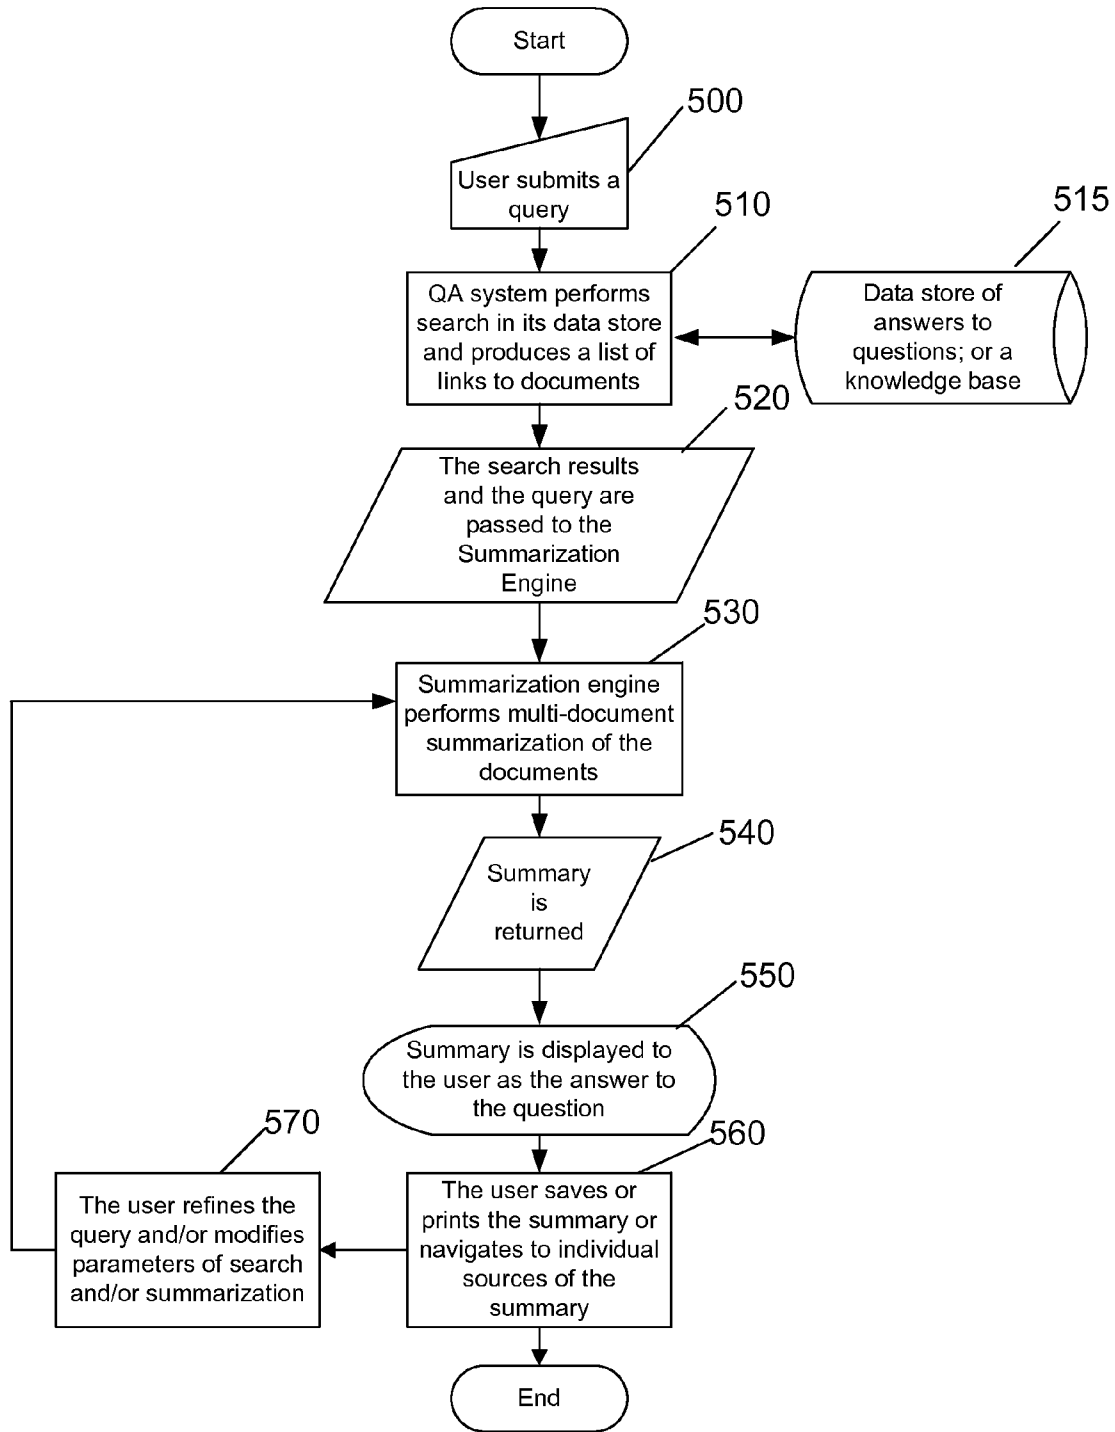 Start
500
User submits a
query
510
515
QA system performs
search in its data store
and produces a list of
links to documents
Data store of
answers to
questions; or a
knowledge base
520
The search results
and the query are
passed to the
Summarization
Engine
530
Summarization engine
performs multi-document
summarization of the
documents
540
Summary
is
returned
550
Summary is displayed to
the user as the answer to
the question
570
560
The user refines the
query and/or modifies
parameters of search
and/or summarization
The user saves or
prints the summary or
navigates to individual
sources of the
summary
End